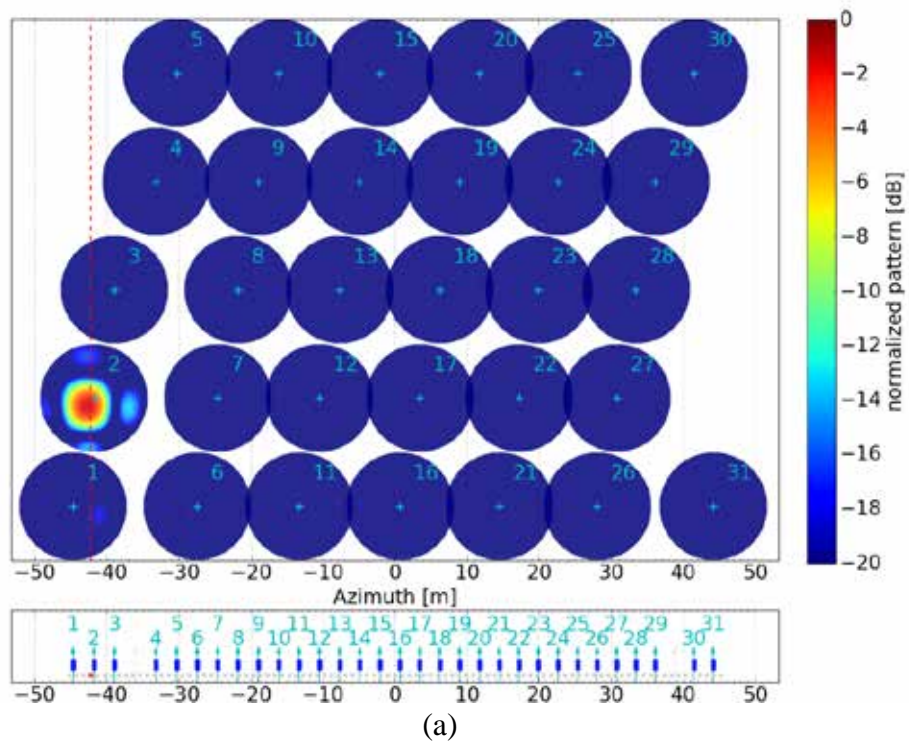 5 10 15 20 25 30
4 9 14 19 24 29
3 8 13 18 23 28
2 7 12 17 22 27
1 6 11 16 21 26 31
−50 −40 −30 −20 −10 0 10 20 30 40 50
Azimuth [m]
0
−2
−4
−6
−8
−10
−12
−14
−16
−18
−20
normalized pattern [dB]
1 3 5 7 9 11 13 15 17 19 21 23 25 27 29 31
2 4 6 8 10 12 14 16 18 20 22 24 26 28 30
−50 −40 −30 −20 −10 0 10 20 30 40 50
(a)